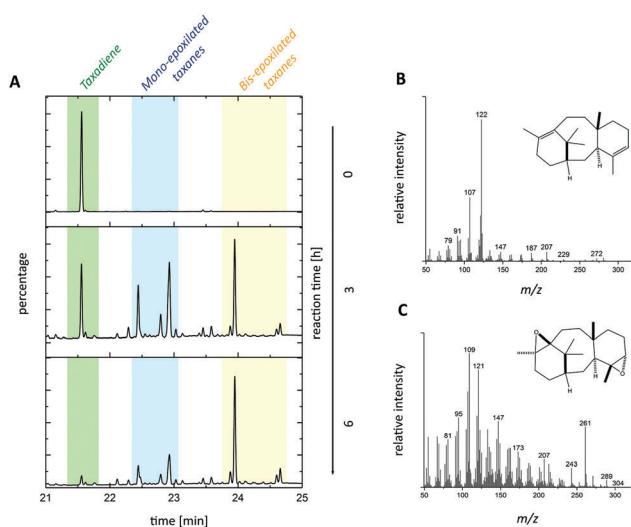 Taxadiene
Mono-epoxilated
taxanes
Bis-epoxilated
taxanes
A
percentage
0
3
6
reaction time [h]
21 22 23 24 25
time [min]
B
relative intensity
122
107
79
91
147
187
207
229
272
50 100 150 200 250 300
m/z
H
H
C
relative intensity
109
121
95
81
147
173
207
243
261
289
304
50 100 150 200 250 300
m/z
O
H
H
O